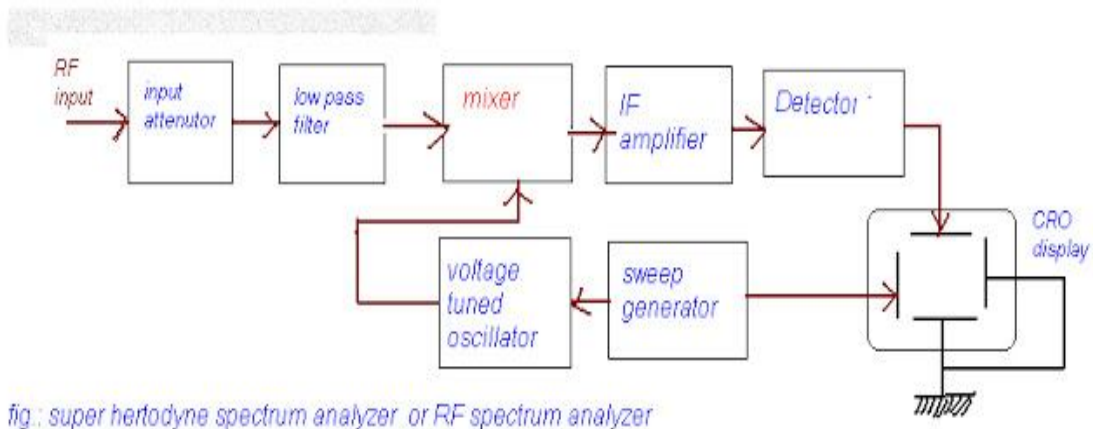 RF
input
input
attenutor
low pass
filter
mixer
IF
amplifier
Detector
CRO
display
voltage
tuned
oscillator
sweep
generator
fig.: super hertodyne spectrum analyzer or RF spectrum analyzer